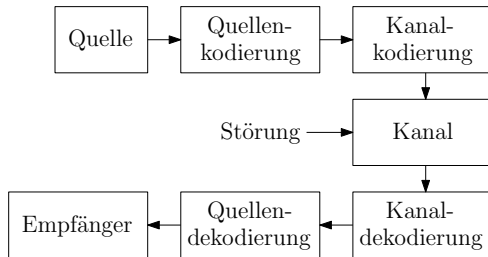 Quelle
Quellen-
kodierung
Kanal-
kodierung
Störung
Kanal
Empfänger
Quellen-
dekodierung
Kanal-
dekodierung